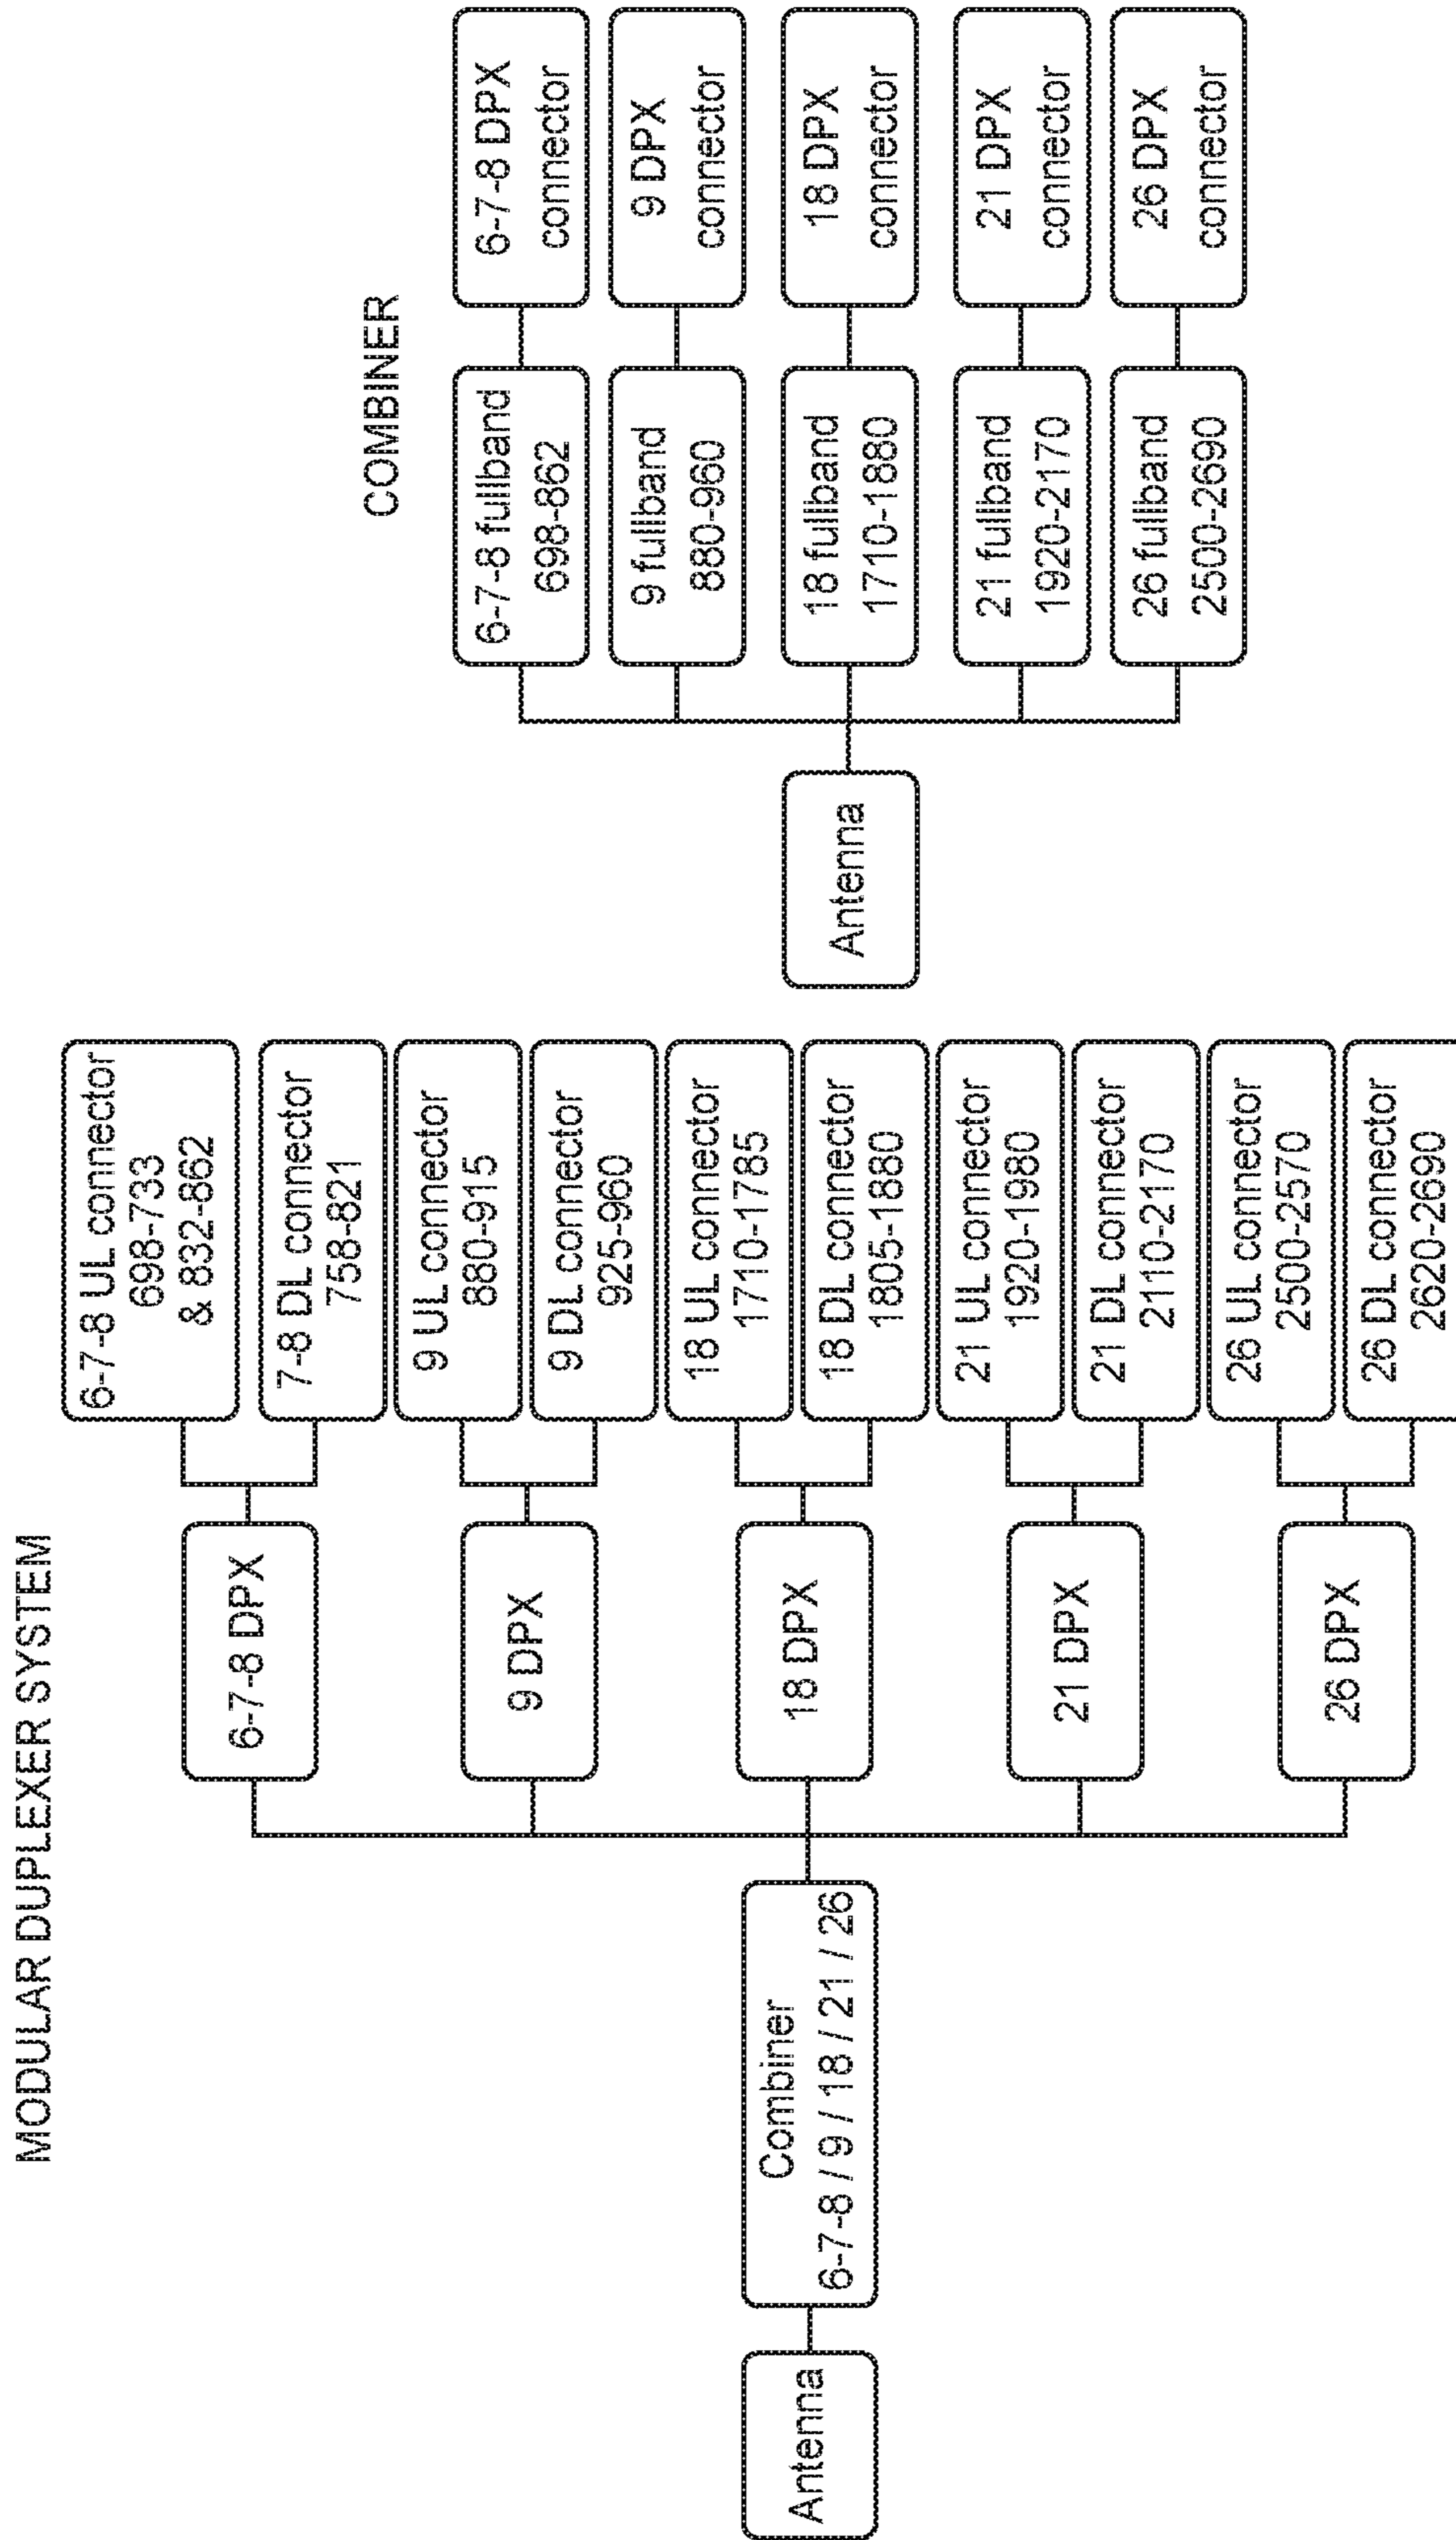 MODULAR DUPLEXER SYSTEM
Antenna
Combiner
6-7-8 / 9 / 18 / 21 / 26
6-7-8 DPX
9 DPX
18 DPX
21 DPX
26 DPX
6-7-8 UL connector
698-733
& 832-862
7-8 DL connector
758-821
9 UL connector
880-915
9 DL connector
925-960
18 UL connector
1710-1785
18 DL connector
1805-1880
21 UL connector
1920-1980
21 DL connector
2110-2170
26 UL connector
2500-2570
26 DL connector
2620-2690
COMBINER
Antenna
6-7-8 fullband
698-862
9 fullband
880-960
18 fullband
1710-1880
21 fullband
1920-2170
26 fullband
2500-2690
6-7-8 DPX
connector
9 DPX
connector
18 DPX
connector
21 DPX
connector
26 DPX
connector